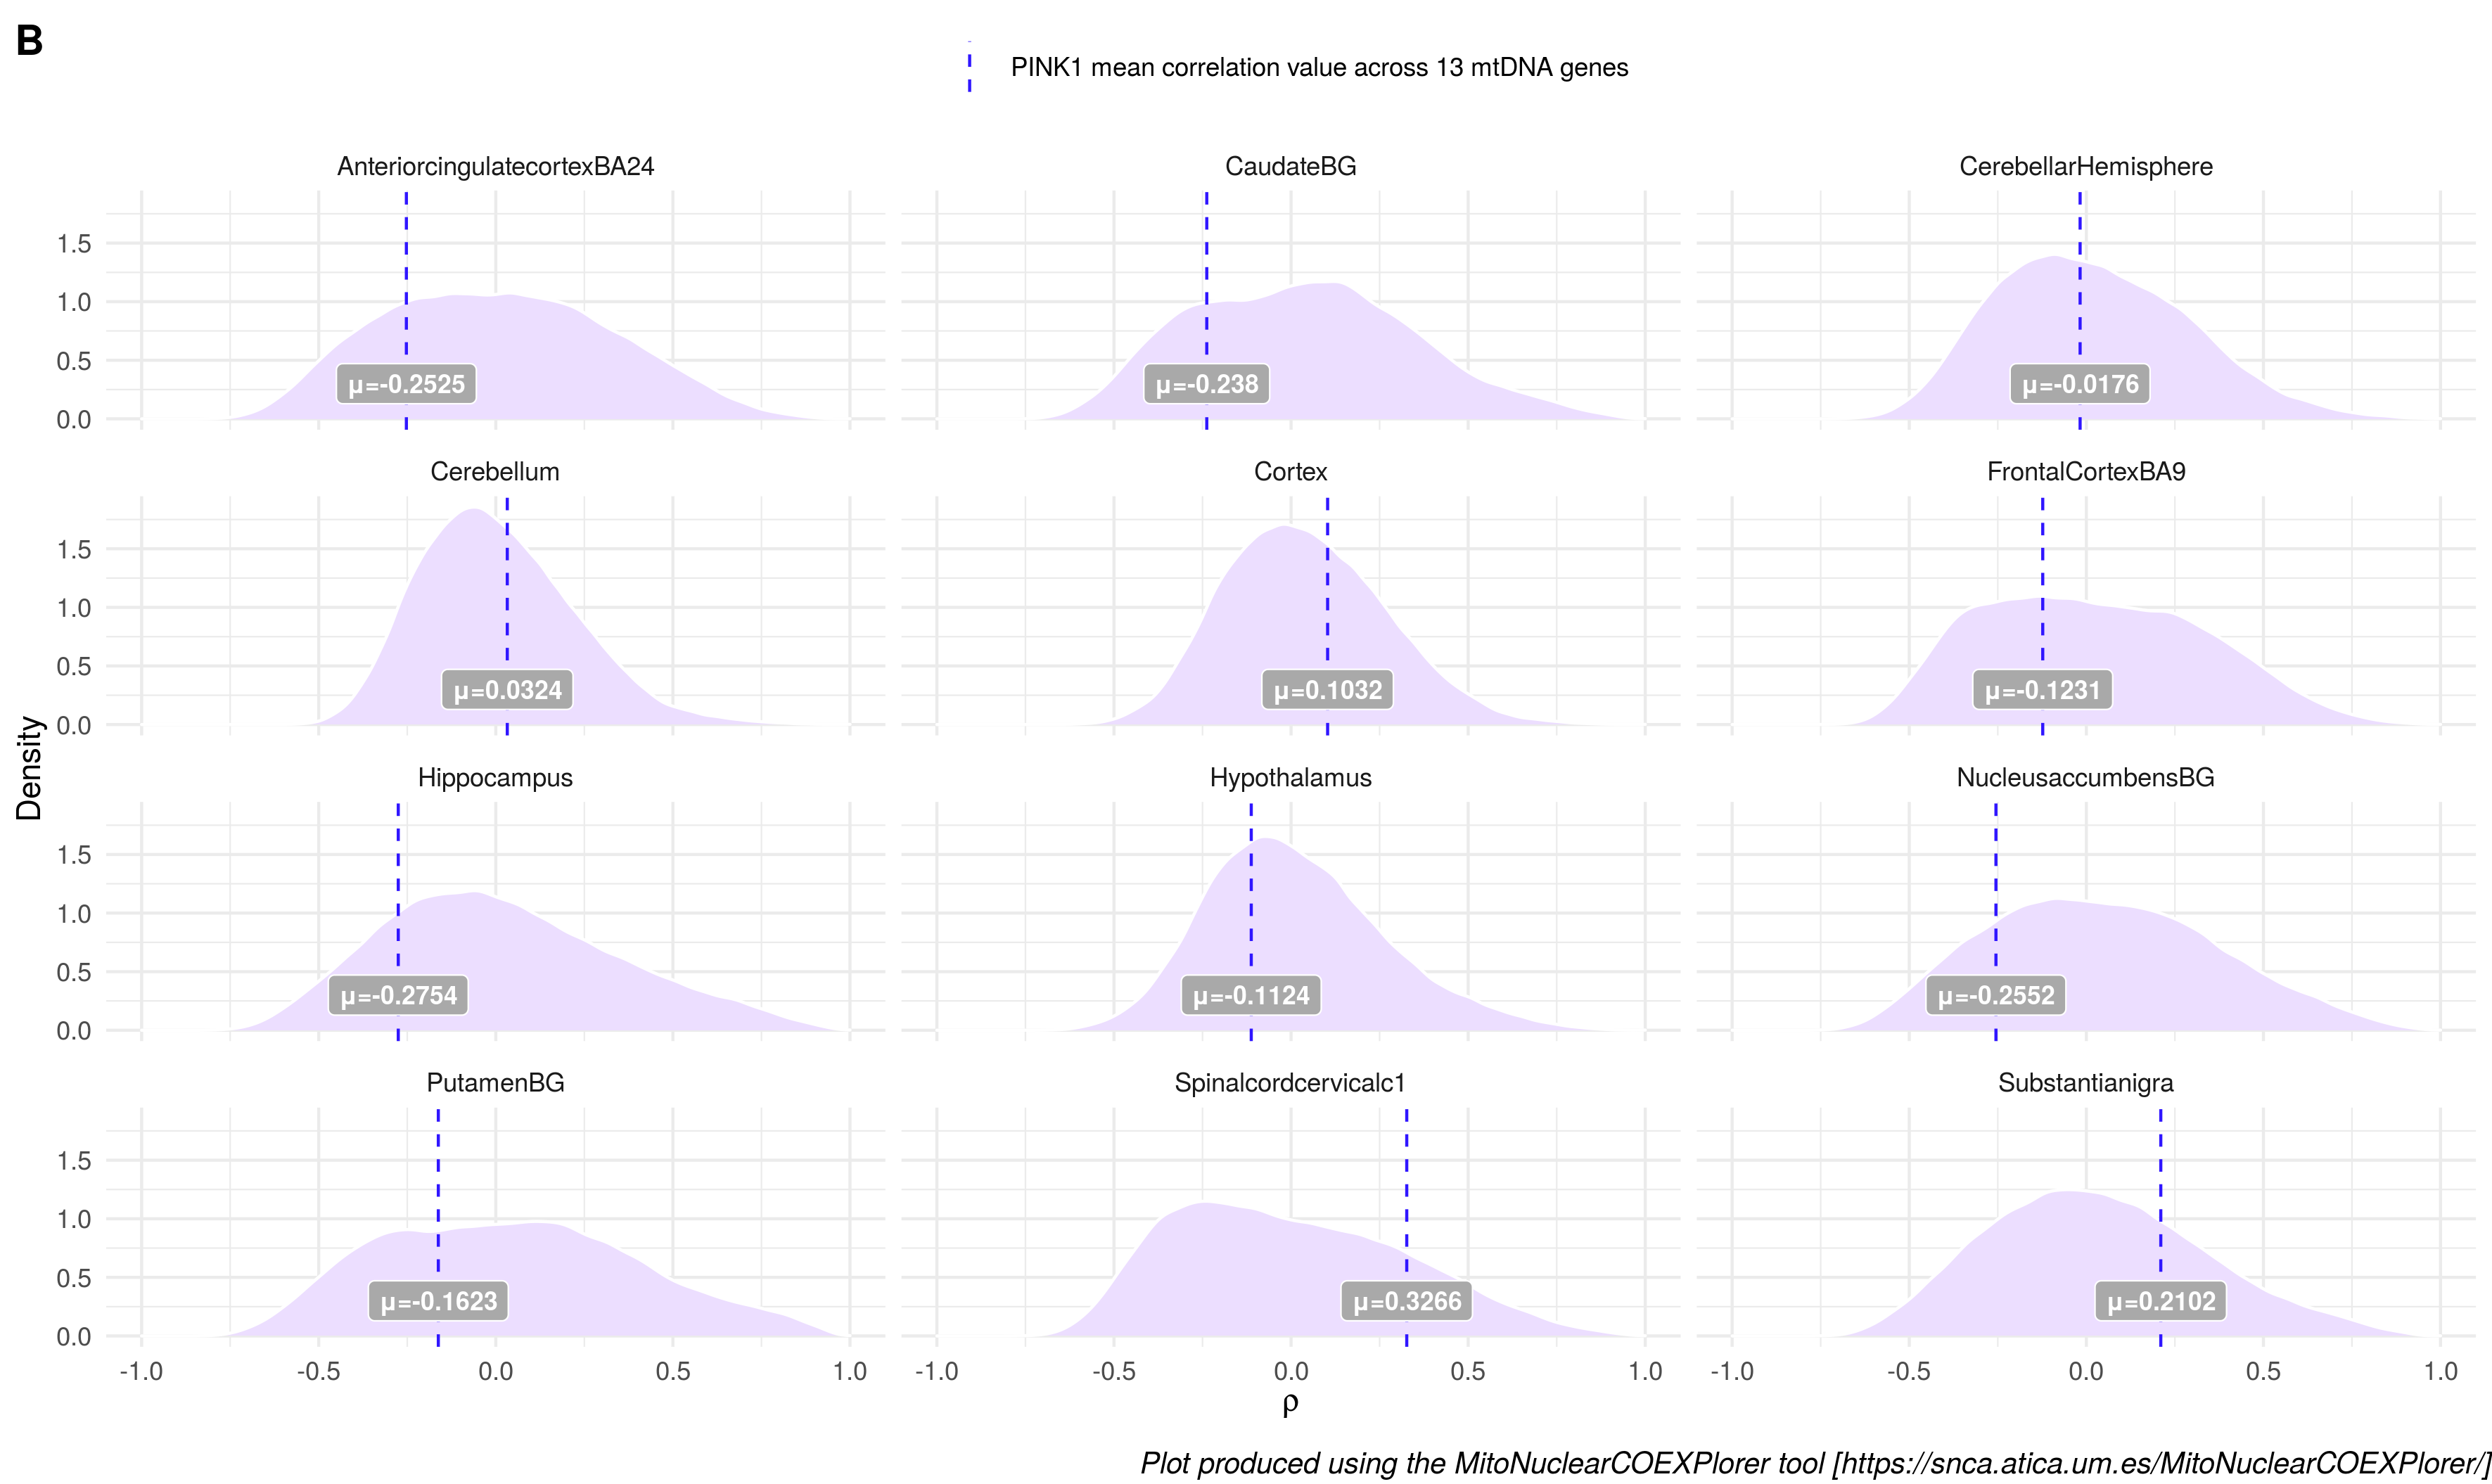 B
PINK1 mean correlation value across 13 mtDNA genes
AnteriorcingulatecortexBA24 CaudateBG CerebellarHemisphere
1.5
1.0
0.5
0.0
μ=-0.2525 μ=-0.238 μ=-0.0176
Cerebellum Cortex FrontalCortexBA9
1.5
1.0
0.5
0.0
μ=0.0324 μ=0.1032 μ=-0.1231
Density
Hippocampus Hypothalamus NucleusaccumbensBG
1.5
1.0
0.5
0.0
μ=-0.2754 μ=-0.1124 μ=-0.2552
PutamenBG Spinalcordcervicalc1 Substantianigra
1.5
1.0
0.5
0.0
μ=-0.1623 μ=0.3266 μ=0.2102
-1.0 -0.5 0.0 0.5 1.0 -1.0 -0.5 0.0 0.5 1.0 -1.0 -0.5 0.0 0.5 1.0
ρ
Plot produced using the MitoNuclearCOEXPlorer tool [https://snca.atica.um.es/MitoNuclearCOEXPlorer/]